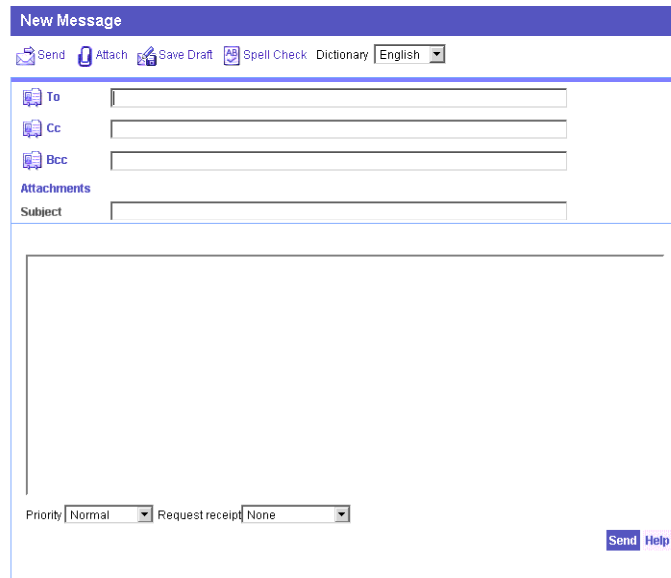 New Message
Send Attach Save Draft Spell Check Dictionary English
To
Cc
Bcc
Attachments
Subject
Priority Normal Request receipt None
Send Help